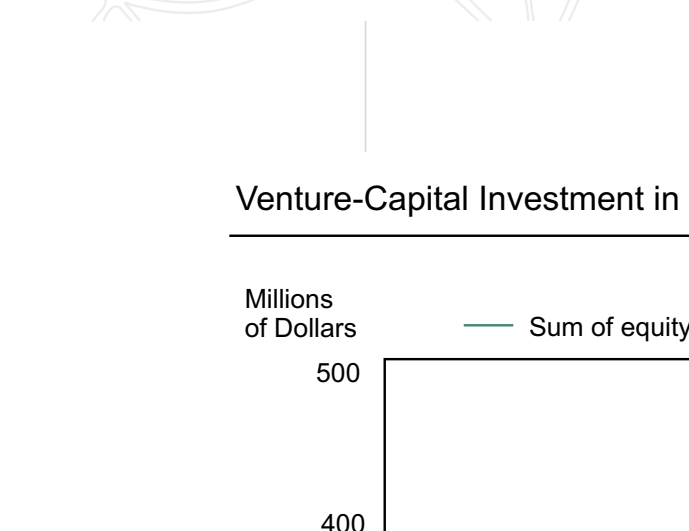 Venture-Capital Investment in
Millions
of Dollars
Sum of equity
500
400